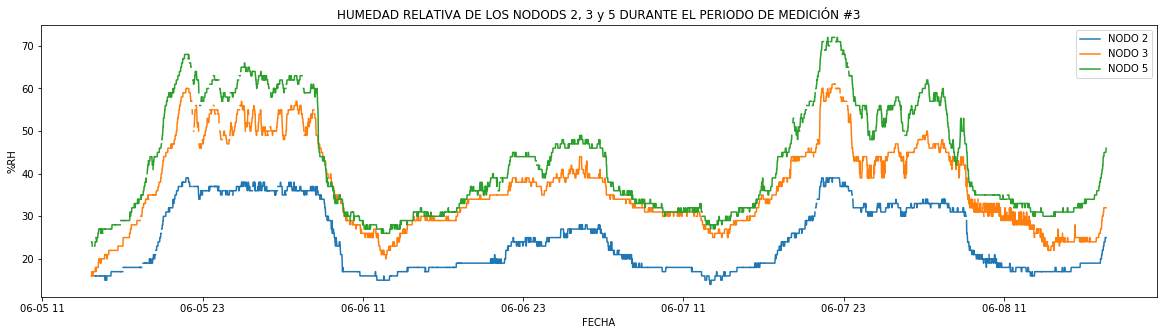 HUMEDAD RELATIVA DE LOS NODODS 2, 3 y 5 DURANTE EL PERIODO DE MEDICIÓN #3
NODO 2
NODO 3
NODO 5
70
60
50
40
30
20
%RH
06-05 11
06-05 23
06-06 11
06-06 23
06-07 11
06-07 23
06-08 11
FECHA